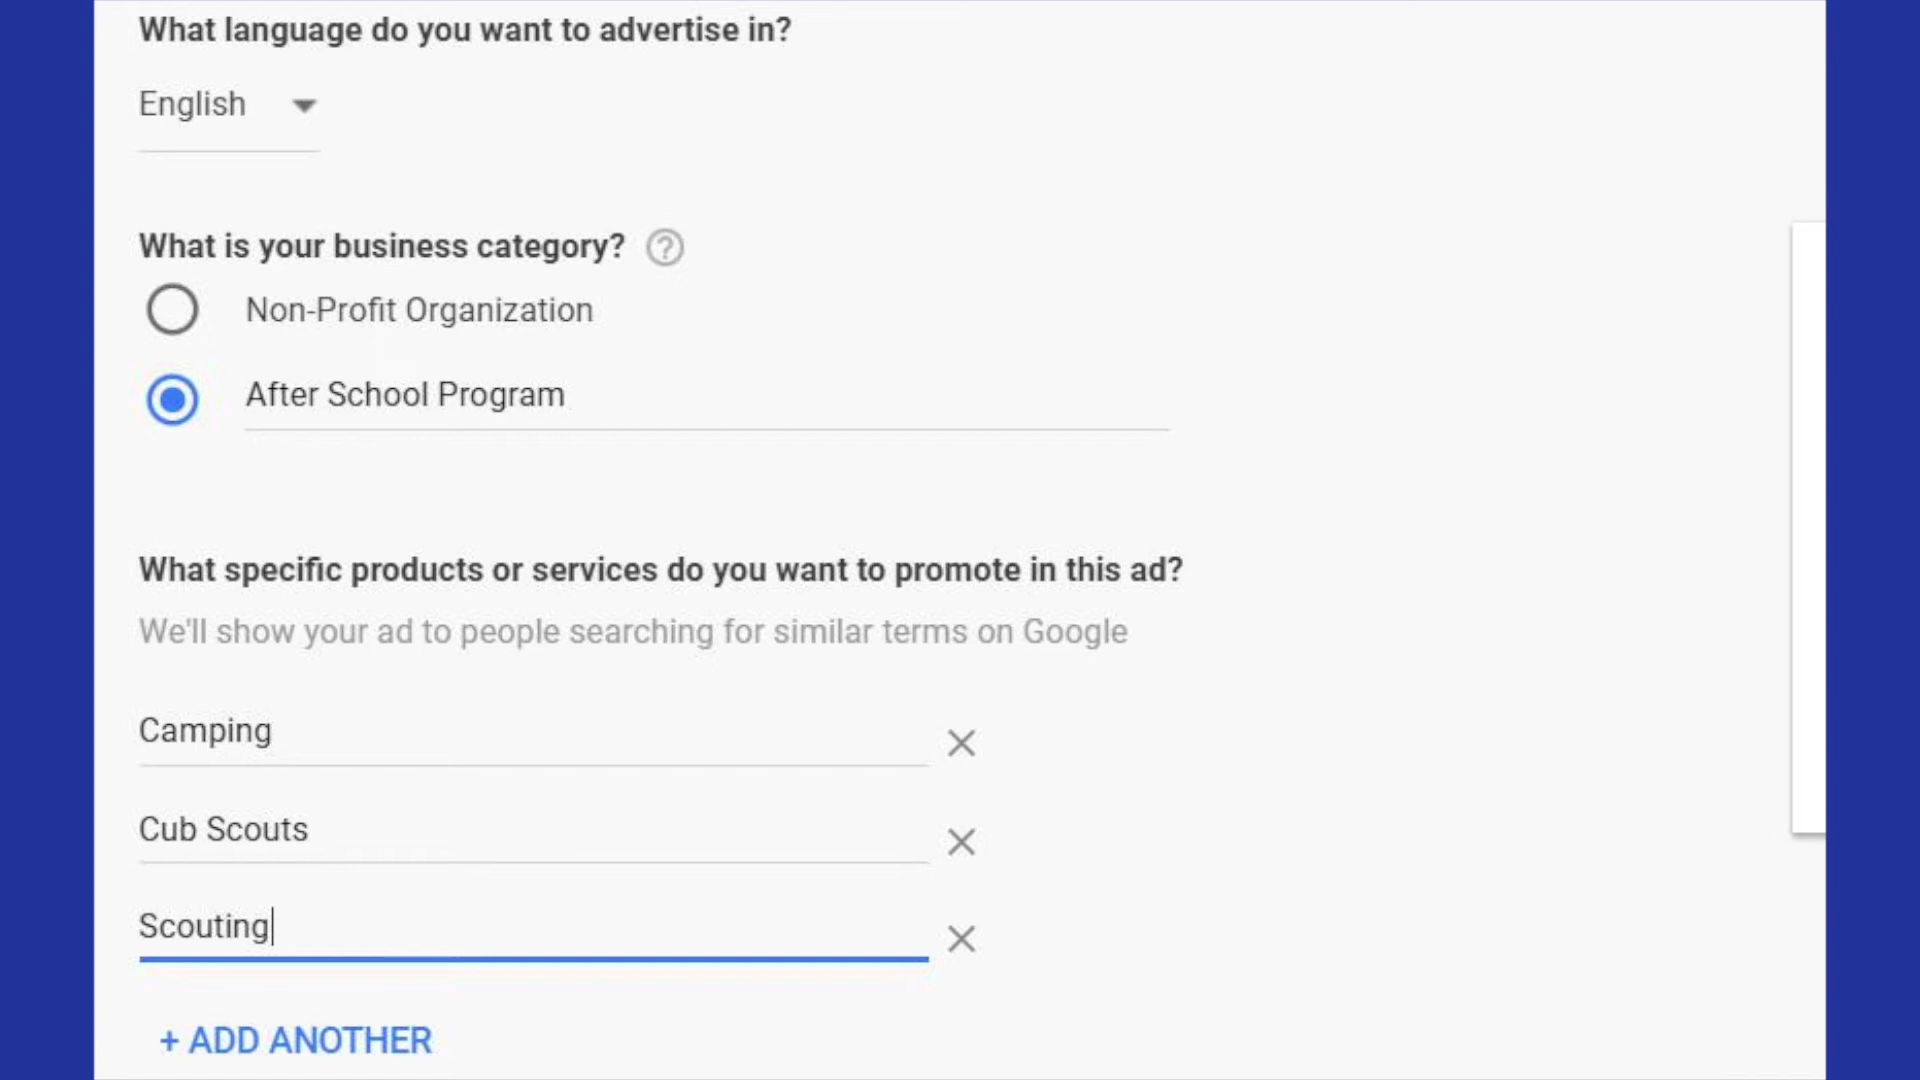 What language do you want to advertise in?
English
What is your business category?
Non-Profit Organization
After School Program
What specific products or services do you want to promote in this ad?
We'll show your ad to people searching for similar terms on Google
Camping
Cub Scouts
Scouting
+ ADD ANOTHER